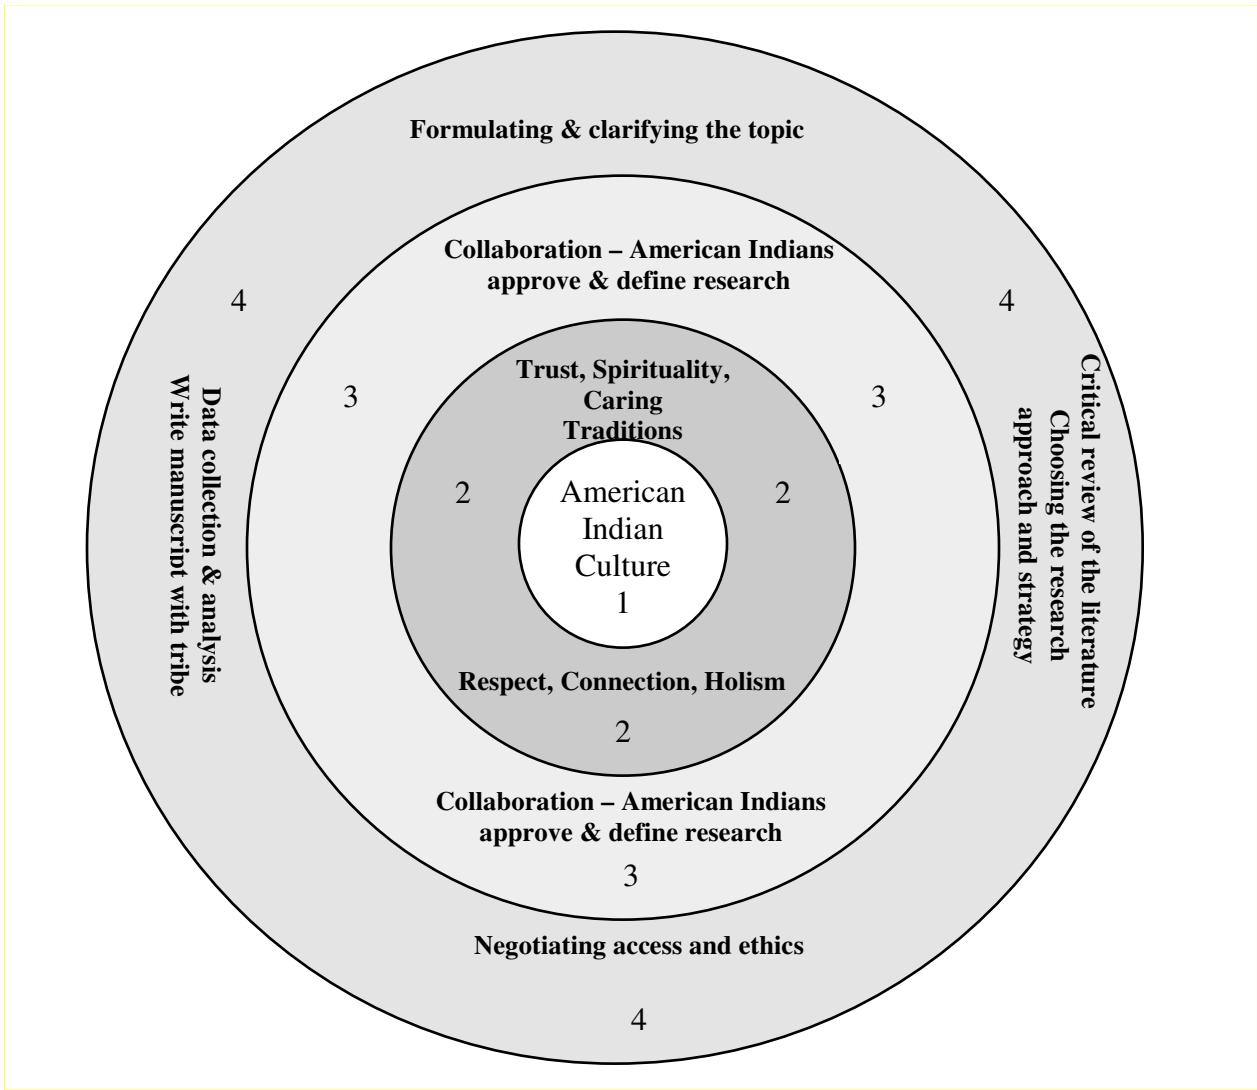 Formulating & clarifying the topic
Collaboration – American Indians
approve & define research
4
4
Trust, Spirituality,
Caring
Traditions
3
3
Critical review of the literature
Choosing the research
approach and strategy
Data collection & analysis
Write manuscript with tribe
2
2
American
Indian
Culture
1
Respect, Connection, Holism
2
Collaboration – American Indians
approve & define research
3
Negotiating access and ethics
4